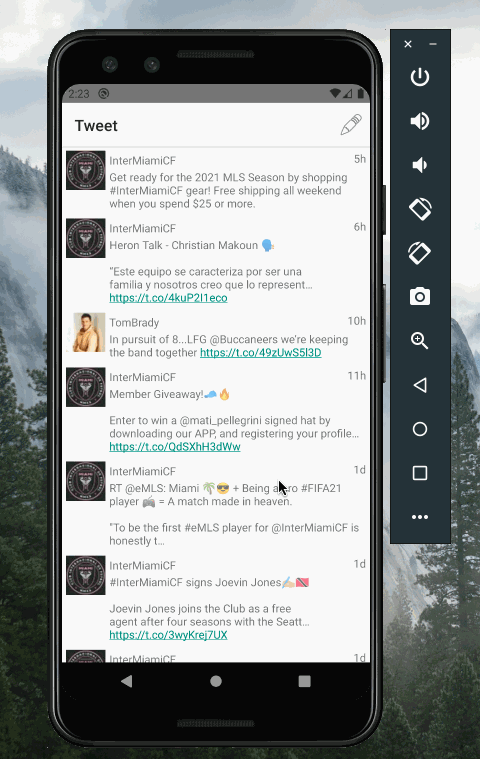 2:23
Tweet
InterMiamiCF 5h
Get ready for the 2021 MLS Season by shopping
#InterMiamiCF gear! Free shipping all weekend
when you spend $25 or more.
InterMiamiCF 6h
Heron Talk - Christian Makoun 🗣️
"Este equipo se caracteriza por ser una
familia y nosotros creo que lo represent…
https://t.co/4kuP2I1eco
TomBrady 10h
In pursuit of 8...LFG @Buccaneers we're keeping
the band together https://t.co/49zUwS5l3D
InterMiamiCF 11h
Member Giveaway!🧢🔥
Enter to win a @mati_pellegrini signed hat by
downloading our APP, and registering your profile…
https://t.co/QdSXhH3dWw
InterMiamiCF 1d
RT @eMLS: Miami 🌴😎 + Being a pro #FIFA21
player 🎮 = A match made in heaven.
"To be the first #eMLS player for @InterMiamiCF is
honestly t…
InterMiamiCF 1d
#InterMiamiCF signs Joevin Jones✍🏼🇹🇹
Joevin Jones joins the Club as a free
agent after four seasons with the Seatt…
https://t.co/3wyKrej7UX
InterMiamiCF 1d